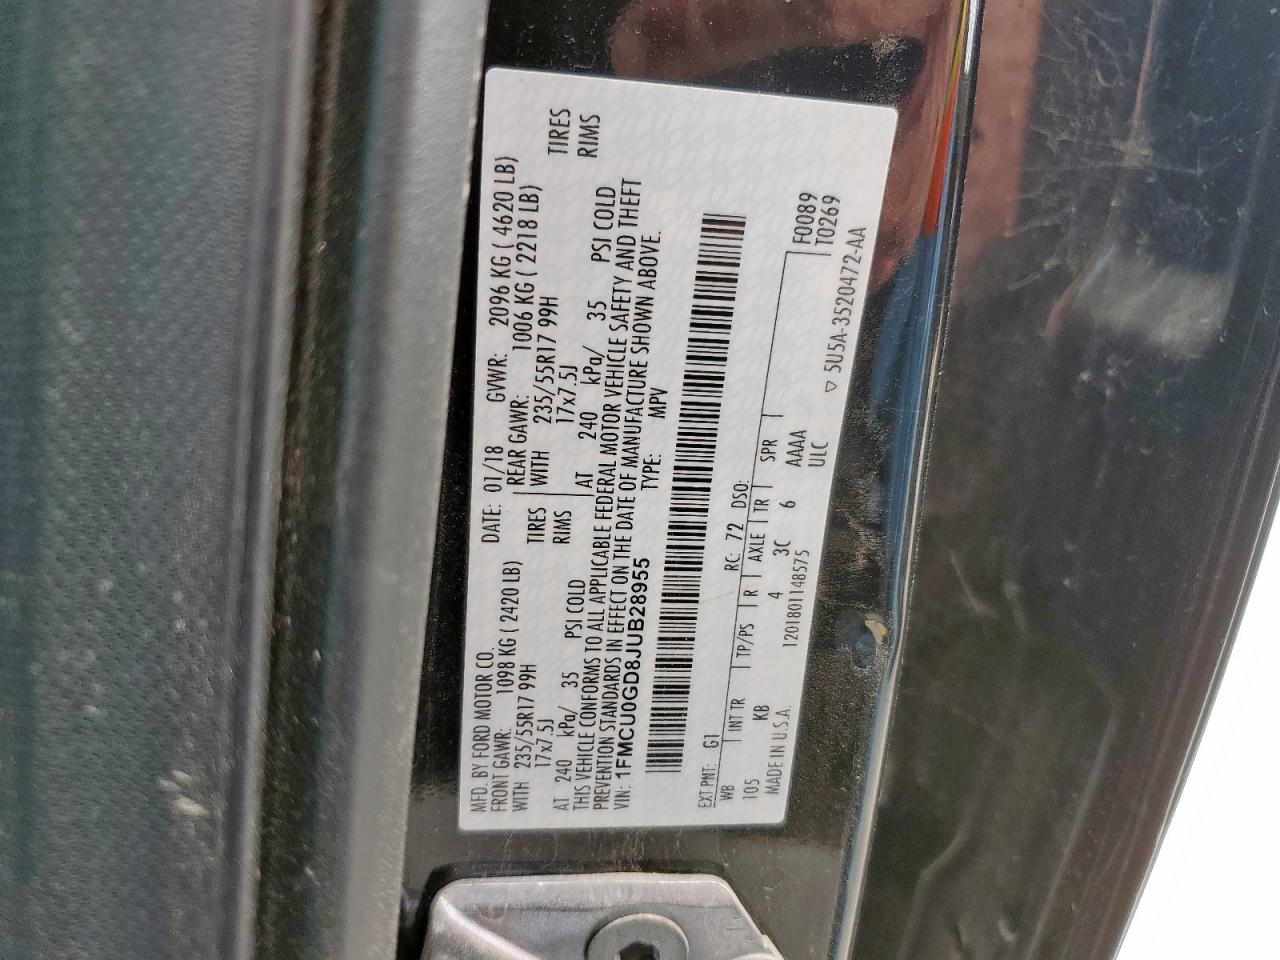 MFD. BY FORD MOTOR CO. DATE: 01/18 GVWR: 2096 KG ( 4620 LB)
FRONT GAWR: 1098 KG ( 2420 LB) REAR GAWR: 1006 KG ( 2218 LB)
WITH 235/55R17 99H TIRES WITH 235/55R17 99H TIRES
17x7.5J RIMS 17x7.5J RIMS
AT 240 kPa/ 35 PSI COLD AT 240 kPa/ 35 PSI COLD
THIS VEHICLE CONFORMS TO ALL APPLICABLE FEDERAL MOTOR VEHICLE SAFETY AND THEFT
PREVENTION STANDARDS IN EFFECT ON THE DATE OF MANUFACTURE SHOWN ABOVE.
VIN: 1FMCU0GD8JUB28955 TYPE: MPV
EXT PNT: G1 RC: 72 DSO:
WB INT TR TP/PS R AXLE TR SPR F0089
105 KB 4 3C 6 AAAA T0269
MADE IN U.S.A. 1201801148575 ULC
▽ 5U5A-3520472-AA